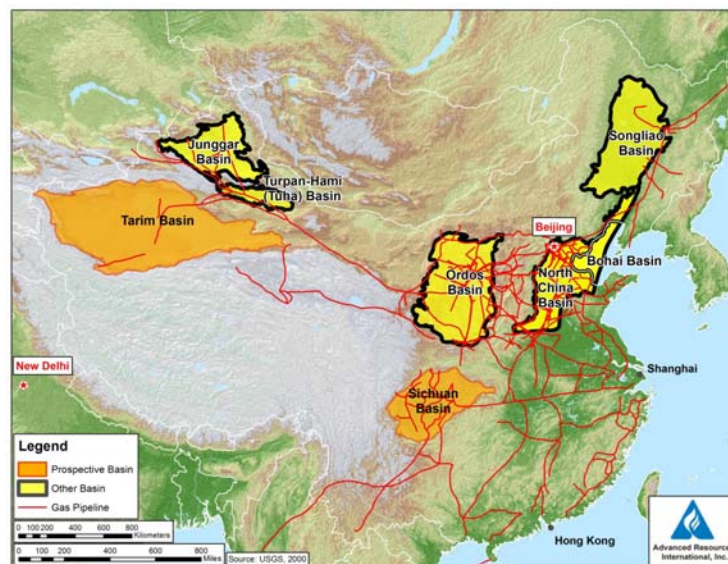 Junggar
Basin
Turpan-Hami
(Tuha) Basin
Tarim Basin
Songliao
Basin
Beijing
Bohai Basin
Ordos
Basin
North
China
Basin
New Delhi
Shanghai
Sichuan
Basin
Legend
Prospective Basin
Other Basin
Gas Pipeline
0 100 200 400 600 800
Kilometers
0 100 200 400 600 800
Miles
Source: USGS, 2000
Hong Kong
Advanced Resources
International, Inc.